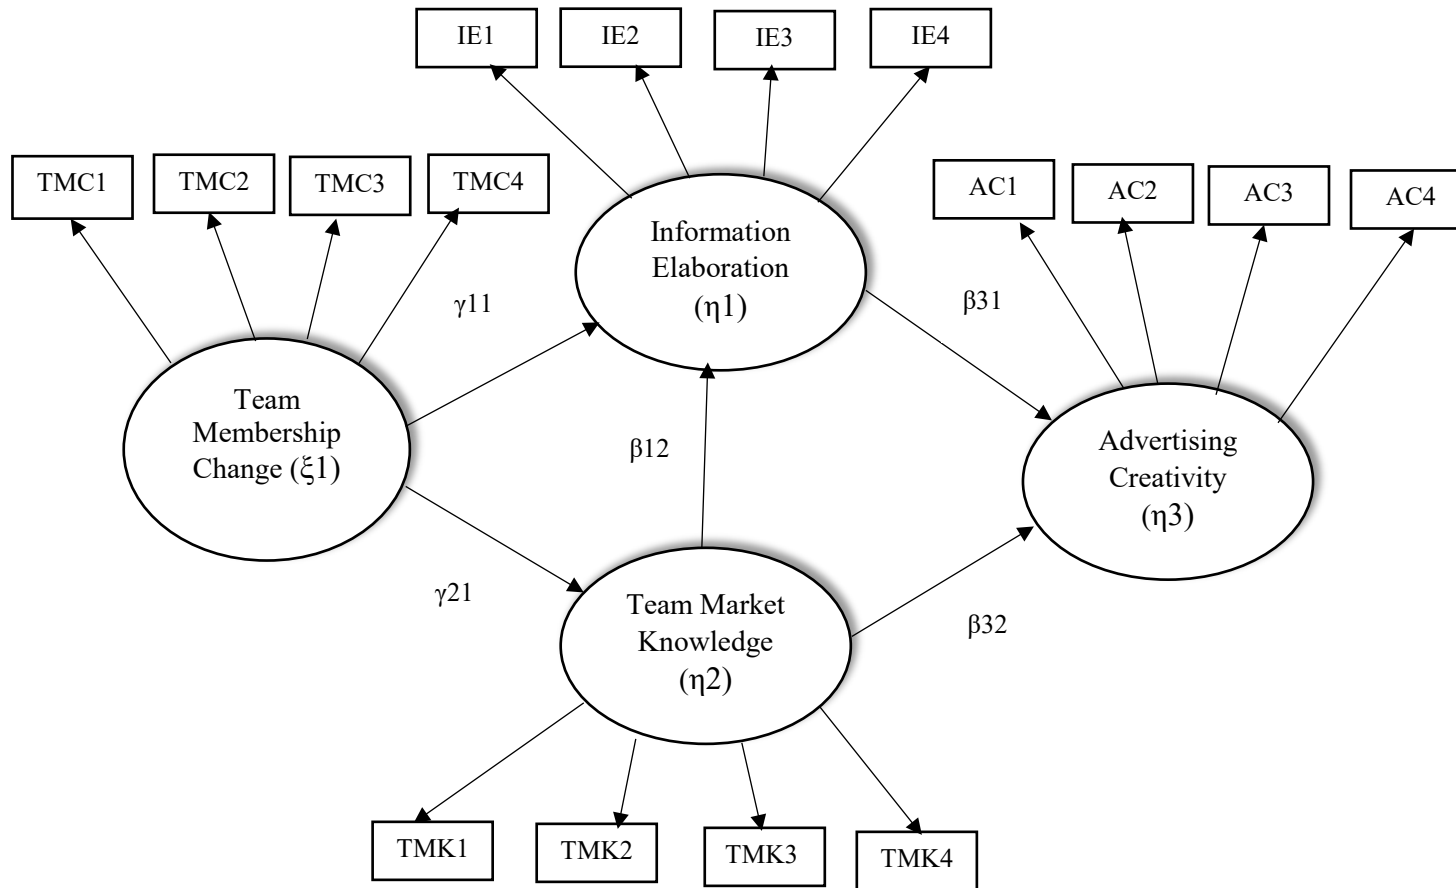 IE1
IE2
IE3
IE4
TMC1
TMC2
TMC3
TMC4
AC1
AC2
AC3
AC4
Information
Elaboration
(η1)
γ11
β31
Team
Membership
Change (ξ1)
β12
Advertising
Creativity
(η3)
γ21
Team Market
Knowledge
(η2)
β32
TMK1
TMK2
TMK3
TMK4